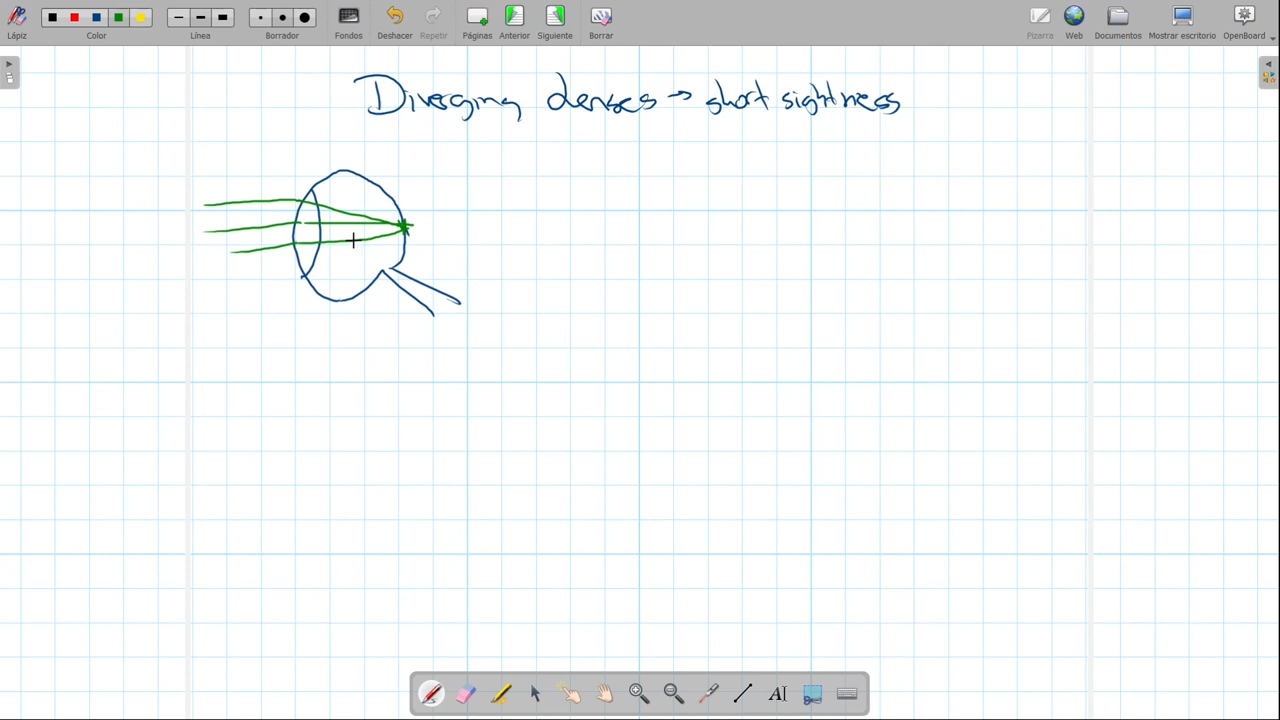 Lápiz Color Línea Borrador Fondos Deshacer Repetir Páginas Anterior Siguiente Borrar Pizarra Web Documentos Mostrar escritorio OpenBoard
Diverging Lenses → short sightness
AI